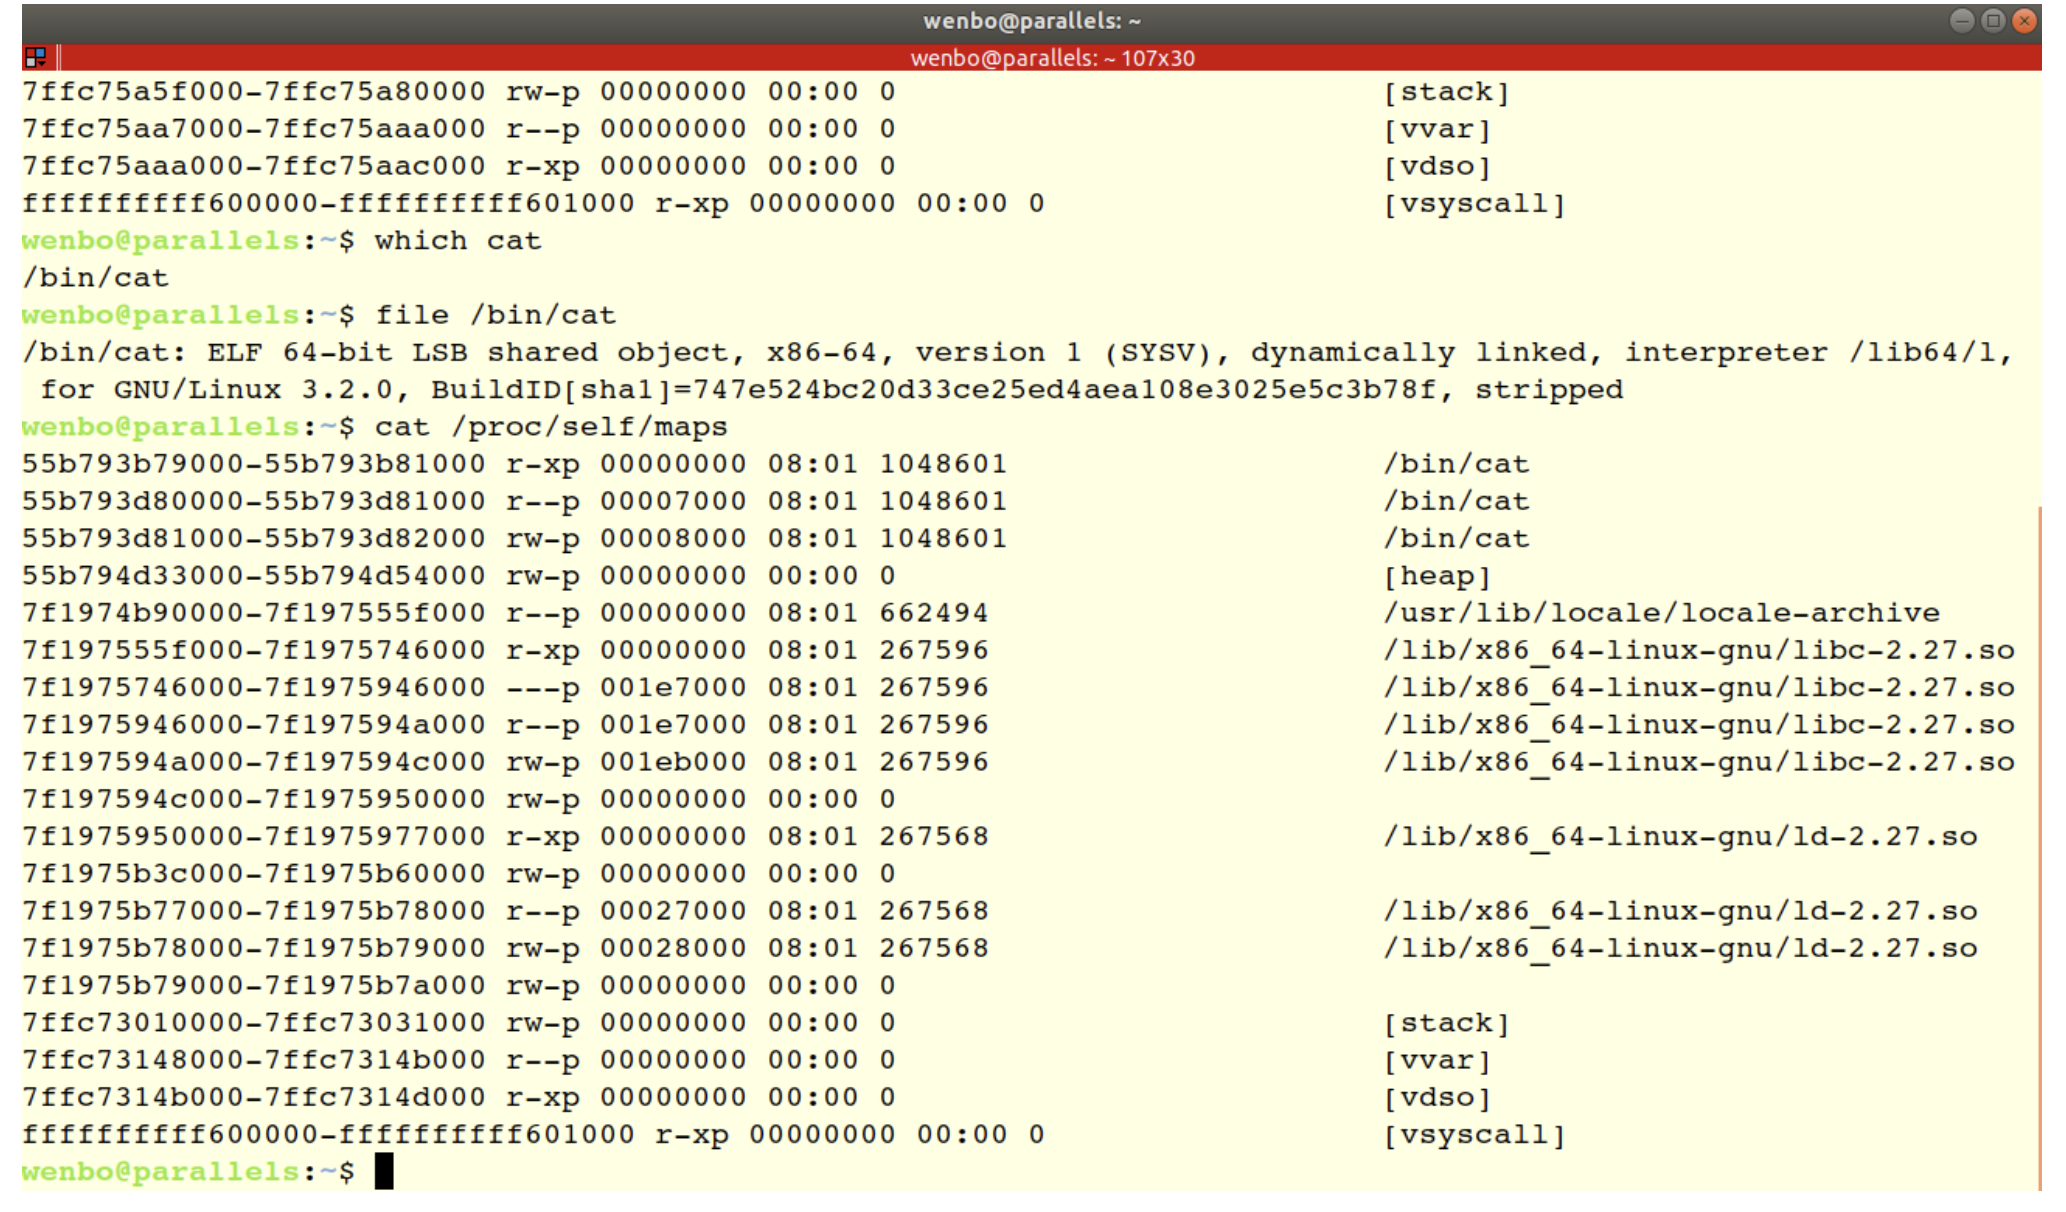 wenbo@parallels: ~
wenbo@parallels: ~ 107x30
7ffc75a5f000-7ffc75a80000 rw-p 00000000 00:00 0 [stack]
7ffc75aa7000-7ffc75aaa000 r--p 00000000 00:00 0 [vvar]
7ffc75aaa000-7ffc75aac000 r-xp 00000000 00:00 0 [vdso]
ffffffffff600000-ffffffffff601000 r-xp 00000000 00:00 0 [vsyscall]
wenbo@parallels:~$ which cat
/bin/cat
wenbo@parallels:~$ file /bin/cat
/bin/cat: ELF 64-bit LSB shared object, x86-64, version 1 (SYSV), dynamically linked, interpreter /lib64/l,
for GNU/Linux 3.2.0, BuildID[sha1]=747e524bc20d33ce25ed4aea108e3025e5c3b78f, stripped
wenbo@parallels:~$ cat /proc/self/maps
55b793b79000-55b793b81000 r-xp 00000000 08:01 1048601 /bin/cat
55b793d80000-55b793d81000 r--p 00007000 08:01 1048601 /bin/cat
55b793d81000-55b793d82000 rw-p 00008000 08:01 1048601 /bin/cat
55b794d33000-55b794d54000 rw-p 00000000 00:00 0 [heap]
7f1974b90000-7f197555f000 r--p 00000000 08:01 662494 /usr/lib/locale/locale-archive
7f197555f000-7f1975746000 r-xp 00000000 08:01 267596 /lib/x86_64-linux-gnu/libc-2.27.so
7f1975746000-7f1975946000 ---p 001e7000 08:01 267596 /lib/x86_64-linux-gnu/libc-2.27.so
7f1975946000-7f197594a000 r--p 001e7000 08:01 267596 /lib/x86_64-linux-gnu/libc-2.27.so
7f197594a000-7f197594c000 rw-p 001eb000 08:01 267596 /lib/x86_64-linux-gnu/libc-2.27.so
7f197594c000-7f1975950000 rw-p 00000000 00:00 0
7f1975950000-7f1975977000 r-xp 00000000 08:01 267568 /lib/x86_64-linux-gnu/ld-2.27.so
7f1975b3c000-7f1975b60000 rw-p 00000000 00:00 0
7f1975b77000-7f1975b78000 r--p 00027000 08:01 267568 /lib/x86_64-linux-gnu/ld-2.27.so
7f1975b78000-7f1975b79000 rw-p 00028000 08:01 267568 /lib/x86_64-linux-gnu/ld-2.27.so
7f1975b79000-7f1975b7a000 rw-p 00000000 00:00 0
7ffc73010000-7ffc73031000 rw-p 00000000 00:00 0 [stack]
7ffc73148000-7ffc7314b000 r--p 00000000 00:00 0 [vvar]
7ffc7314b000-7ffc7314d000 r-xp 00000000 00:00 0 [vdso]
ffffffffff600000-ffffffffff601000 r-xp 00000000 00:00 0 [vsyscall]
wenbo@parallels:~$